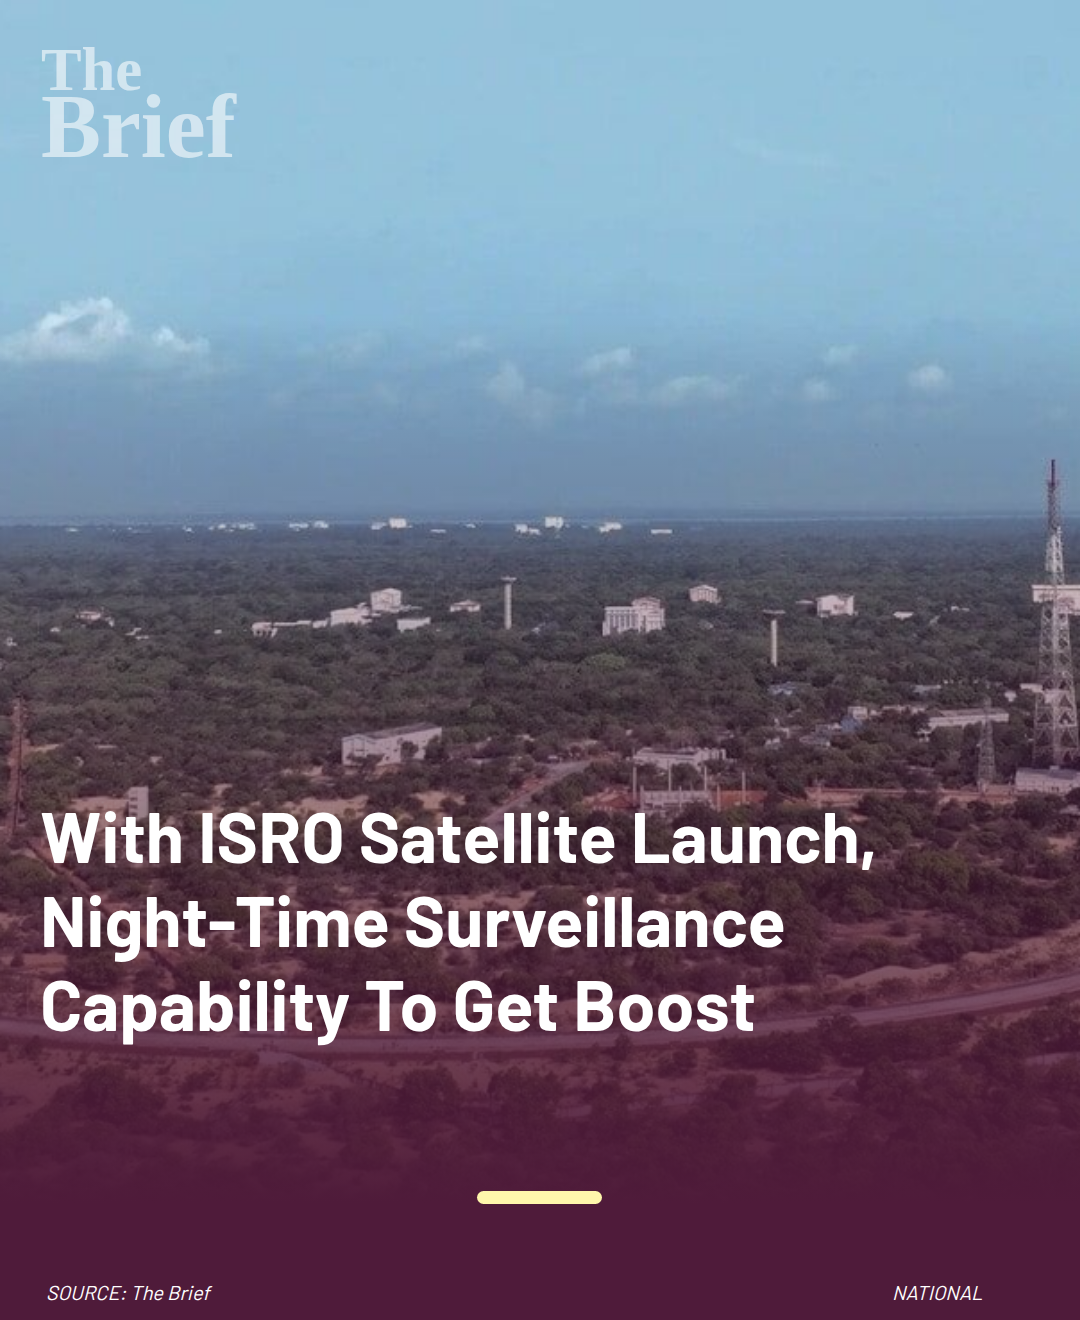 The
Brief
With ISRO Satellite Launch,
Night-Time Surveillance
Capability To Get Boost
SOURCE: The Brief
NATIONAL